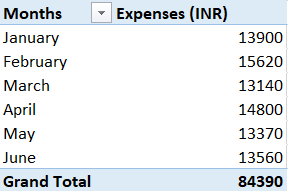 Months Expenses (INR)
January 13900
February 15620
March 13140
April 14800
May 13370
June 13560
Grand Total 84390